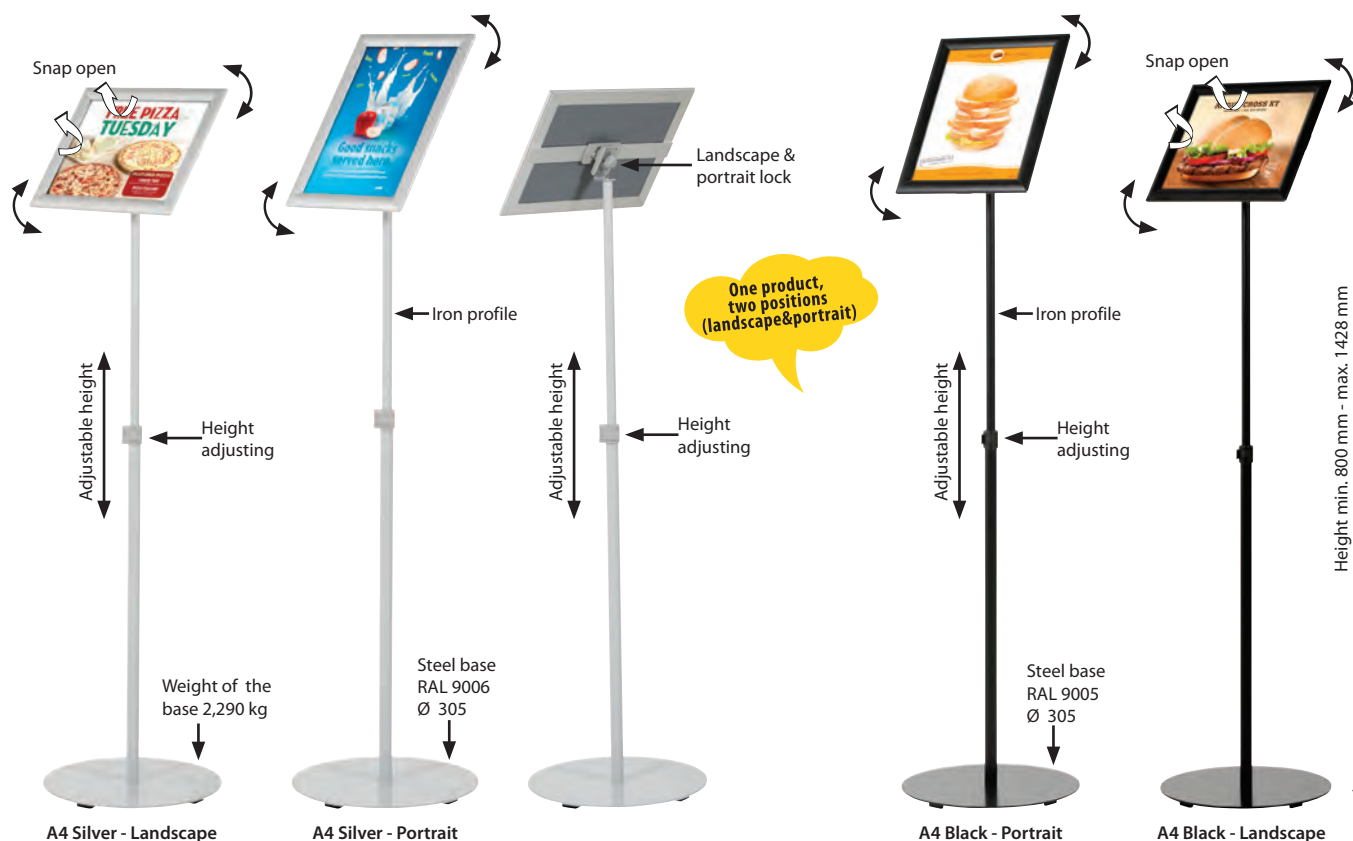 Snap open
FREE PIZZA
TUESDAY
Good snacks
served here.
Landscape &
portrait lock
Snap open
One product,
two positions
(landscape&portrait)
Iron profile
Iron profile
Adjustable height
Height
adjusting
Adjustable height
Height
adjusting
Adjustable height
Height
adjusting
Height min. 800 mm - max. 1428 mm
Weight of the
base 2,290 kg
Steel base
RAL 9006
Ø 305
Steel base
RAL 9005
Ø 305
A4 Silver - Landscape
A4 Silver - Portrait
A4 Black - Portrait
A4 Black - Landscape